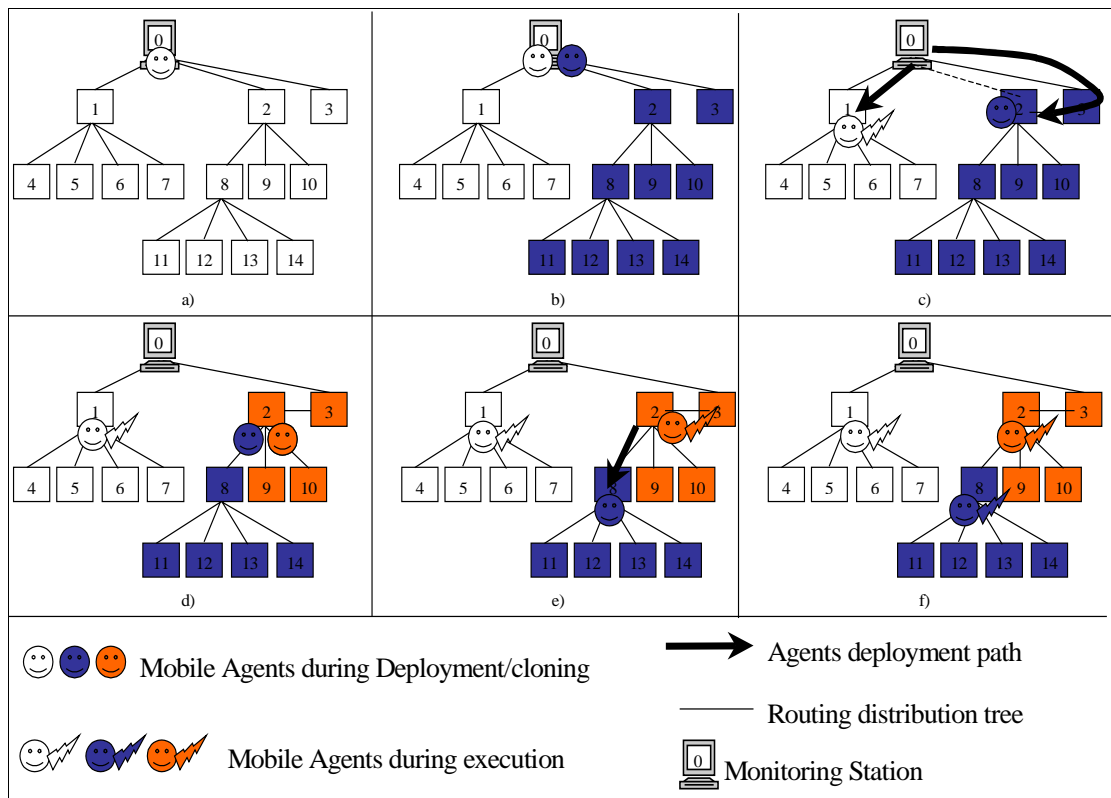 0
1 2 3
4 5 6 7 8 9 10
11 12 13 14
a)
0
1 2 3
4 5 6 7 8 9 10
11 12 13 14
b)
0
1 2 3
4 5 6 7 8 9 10
11 12 13 14
c)
0
1 2 3
4 5 6 7 8 9 10
11 12 13 14
d)
0
1 2 3
4 5 6 7 8 9 10
11 12 13 14
e)
0
1 2 3
4 5 6 7 8 9 10
11 12 13 14
f)
Mobile Agents during Deployment/cloning
Agents deployment path
Routing distribution tree
Mobile Agents during execution
0 Monitoring Station